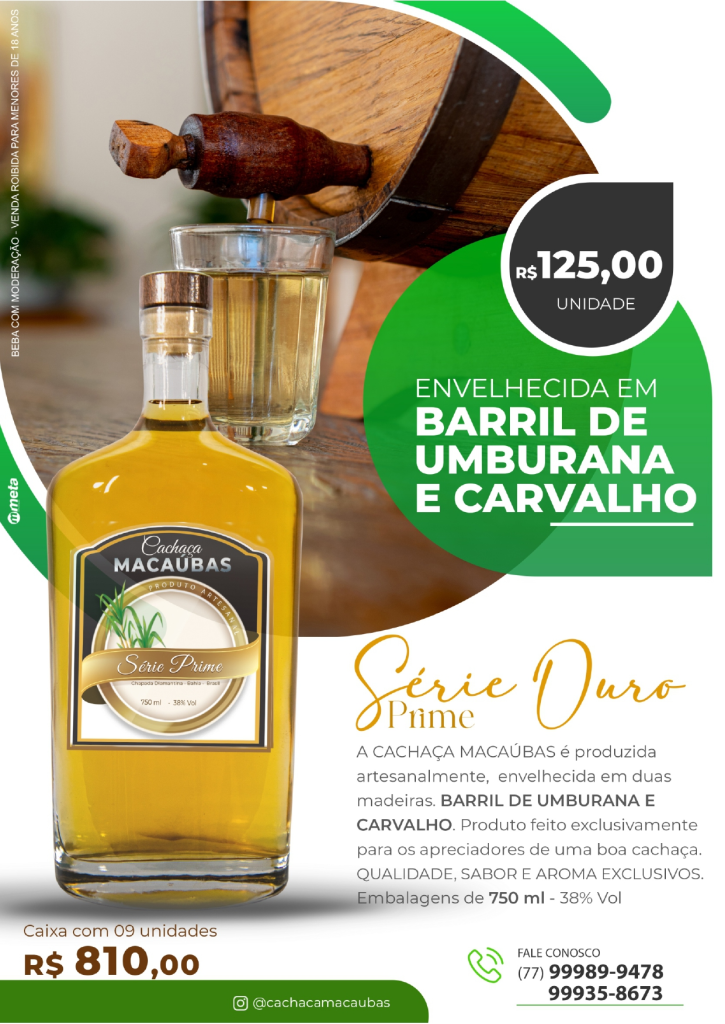 BEBA COM MODERAÇÃO - VENDA ROIBIDA PARA MENORES DE 18 ANOS
R$125,00
UNIDADE
ENVELHECIDA EM
BARRIL DE
UMBURANA
E CARVALHO
meta
Cachaça
MACAÚBAS
PRODUTO ARTESANAL
Série Prime
Chapada Diamantina - Bahia - Brasil
750 ml - 38% Vol
Série Ouro
Prime
A CACHAÇA MACAÚBAS é produzida
artesanalmente, envelhecida em duas
madeiras. BARRIL DE UMBURANA E
CARVALHO. Produto feito exclusivamente
para os apreciadores de uma boa cachaça.
QUALIDADE, SABOR E AROMA EXCLUSIVOS.
Embalagens de 750 ml - 38% Vol
Caixa com 09 unidades
R$ 810,00
FALE CONOSCO
(77) 99989-9478
99935-8673
@cachacamacaubas